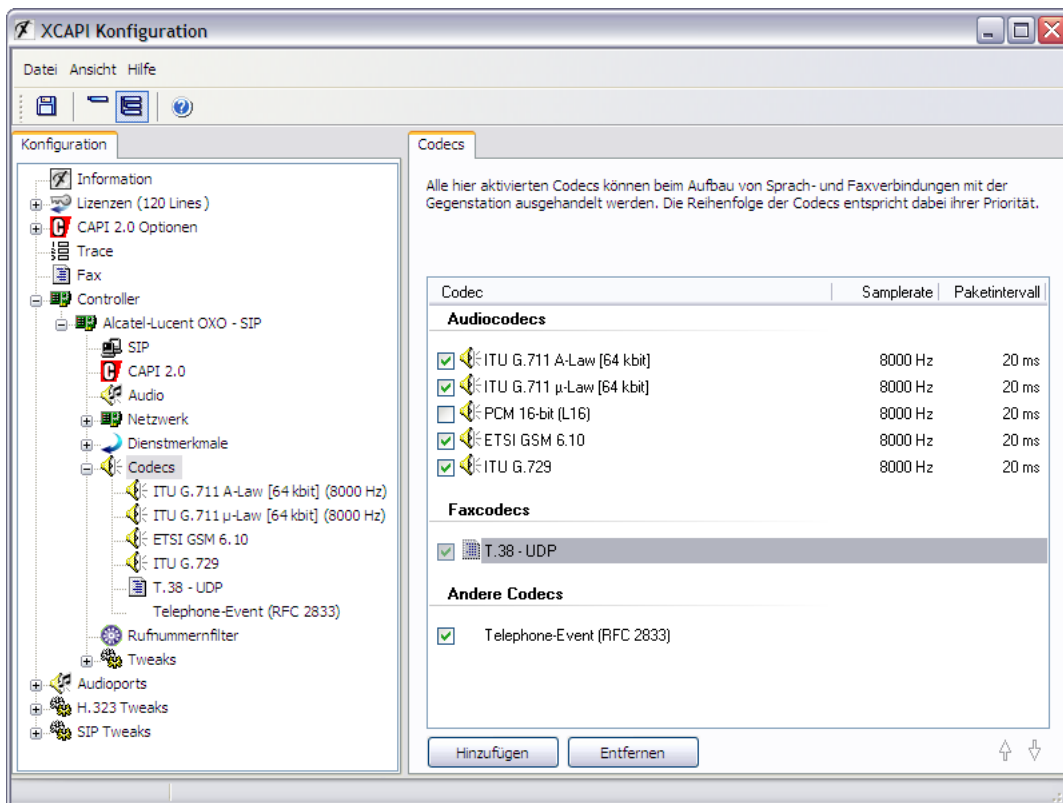 XCAPI Konfiguration
Datei Ansicht Hilfe
Konfiguration
Information
Lizenzen (120 Lines )
CAPI 2.0 Optionen
Trace
Fax
Controller
Alcatel-Lucent OXO - SIP
SIP
CAPI 2.0
Audio
Netzwerk
Dienstmerkmale
Codecs
ITU G.711 A-Law [64 kbit] (8000 Hz)
ITU G.711 µ-Law [64 kbit] (8000 Hz)
ETSI GSM 6.10
ITU G.729
T.38 - UDP
Telephone-Event (RFC 2833)
Rufnummernfilter
Tweaks
Audioports
H.323 Tweaks
SIP Tweaks
Codecs
Alle hier aktivierten Codecs können beim Aufbau von Sprach- und Faxverbindungen mit der
Gegenstation ausgehandelt werden. Die Reihenfolge der Codecs entspricht dabei ihrer Priorität.
Codec Samplerate Paketintervall
Audiocodecs
ITU G.711 A-Law [64 kbit] 8000 Hz 20 ms
ITU G.711 µ-Law [64 kbit] 8000 Hz 20 ms
PCM 16-bit (L16) 8000 Hz 20 ms
ETSI GSM 6.10 8000 Hz 20 ms
ITU G.729 8000 Hz 20 ms
Faxcodecs
T.38 - UDP
Andere Codecs
Telephone-Event (RFC 2833)
Hinzufügen Entfernen